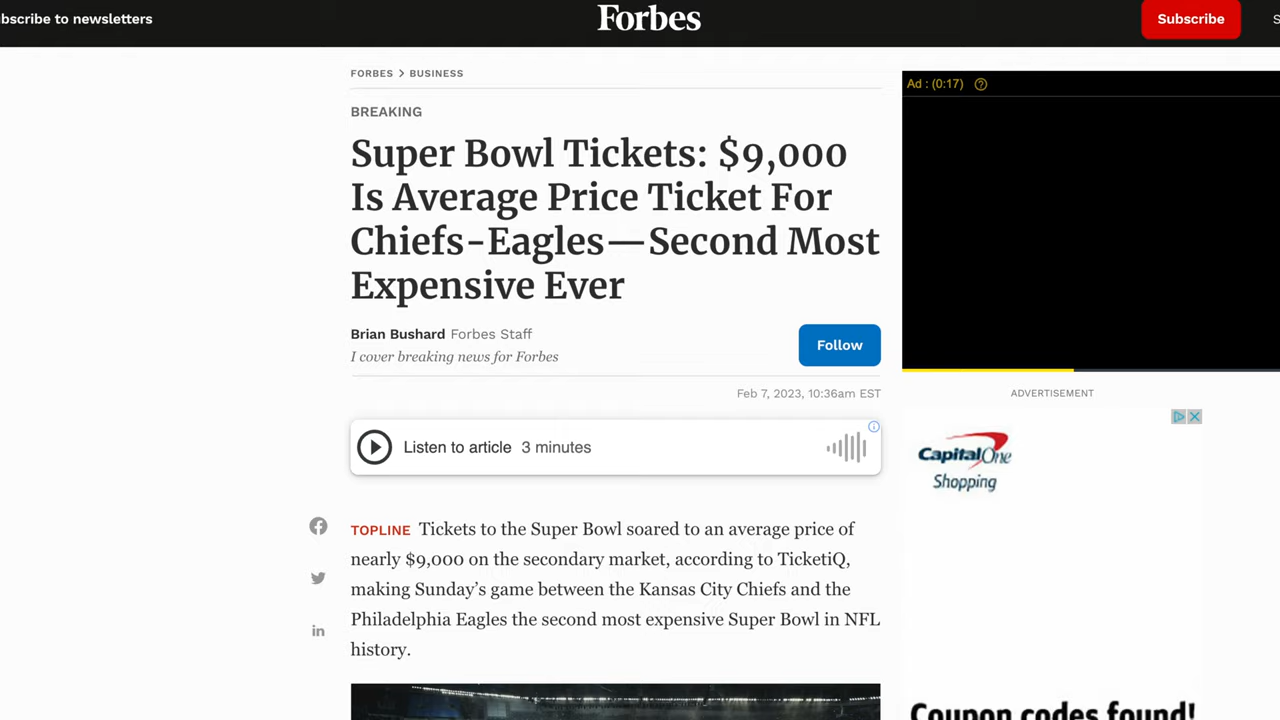 bscribe to newsletters
Forbes
Subscribe
S
FORBES > BUSINESS
BREAKING
Super Bowl Tickets: $9,000
Is Average Price Ticket For
Chiefs-Eagles—Second Most
Expensive Ever
Brian Bushard Forbes Staff
I cover breaking news for Forbes
Follow
Feb 7, 2023, 10:36am EST
Listen to article 3 minutes
TOPLINE Tickets to the Super Bowl soared to an average price of
nearly $9,000 on the secondary market, according to TicketiQ,
making Sunday's game between the Kansas City Chiefs and the
Philadelphia Eagles the second most expensive Super Bowl in NFL
history.
Ad : (0:17)
ADVERTISEMENT
Capital One
Shopping
Coupon codes found!